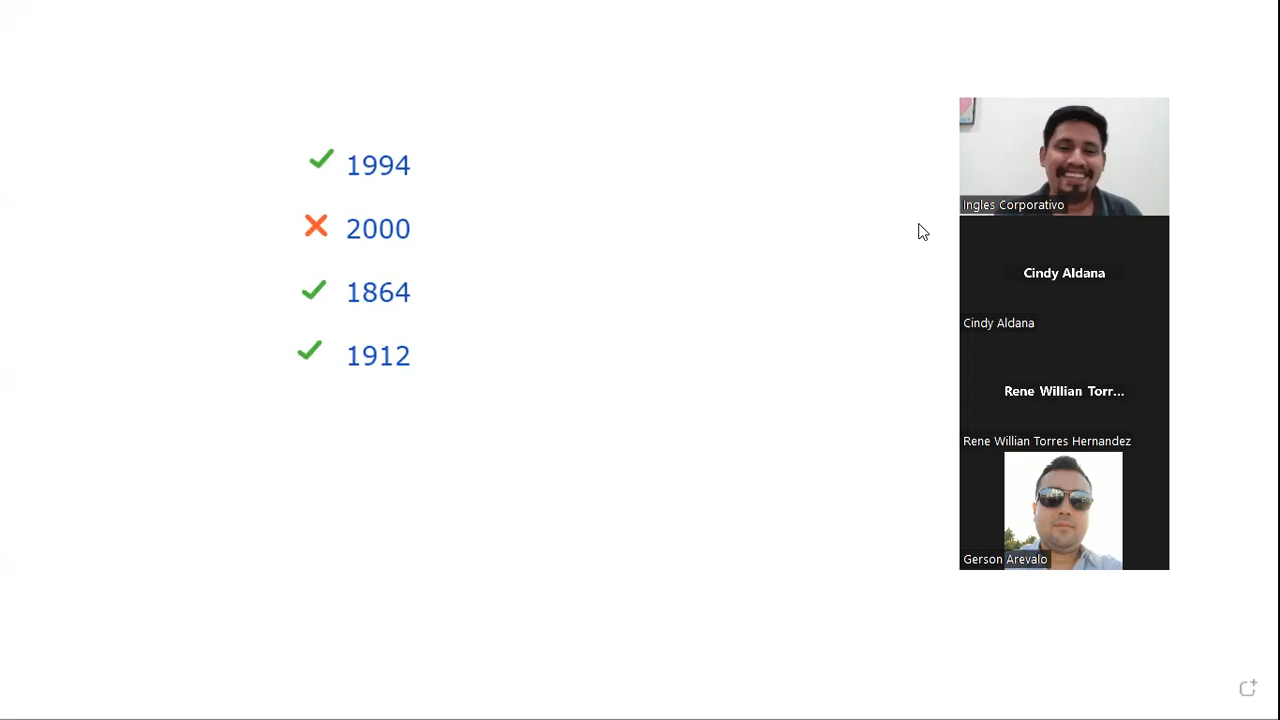 1994
2000
1864
1912
Ingles Corporativo
Cindy Aldana
Cindy Aldana
Rene Willian Torr...
Rene Willian Torres Hernandez
Gerson Arevalo